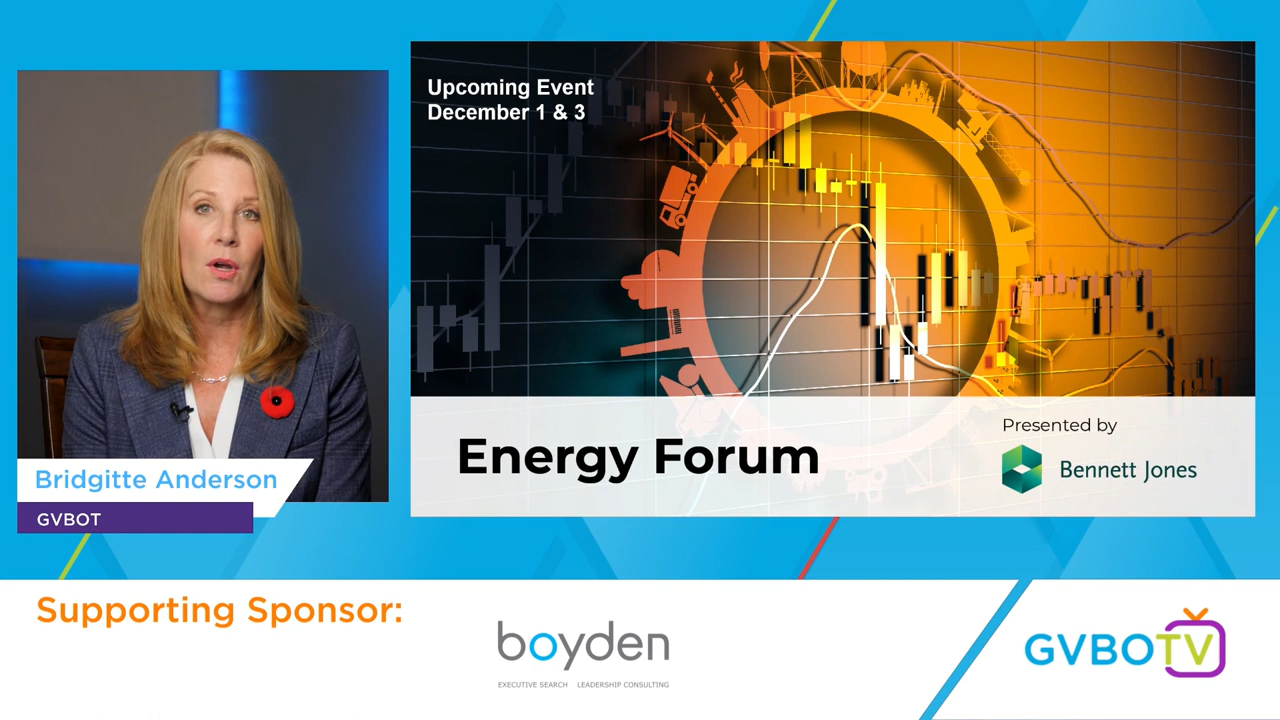 Upcoming Event
December 1 & 3
Energy Forum
Presented by
Bennett Jones
Bridgitte Anderson
GVBOT
Supporting Sponsor:
boyden
EXECUTIVE SEARCH LEADERSHIP CONSULTING
GVBOTV